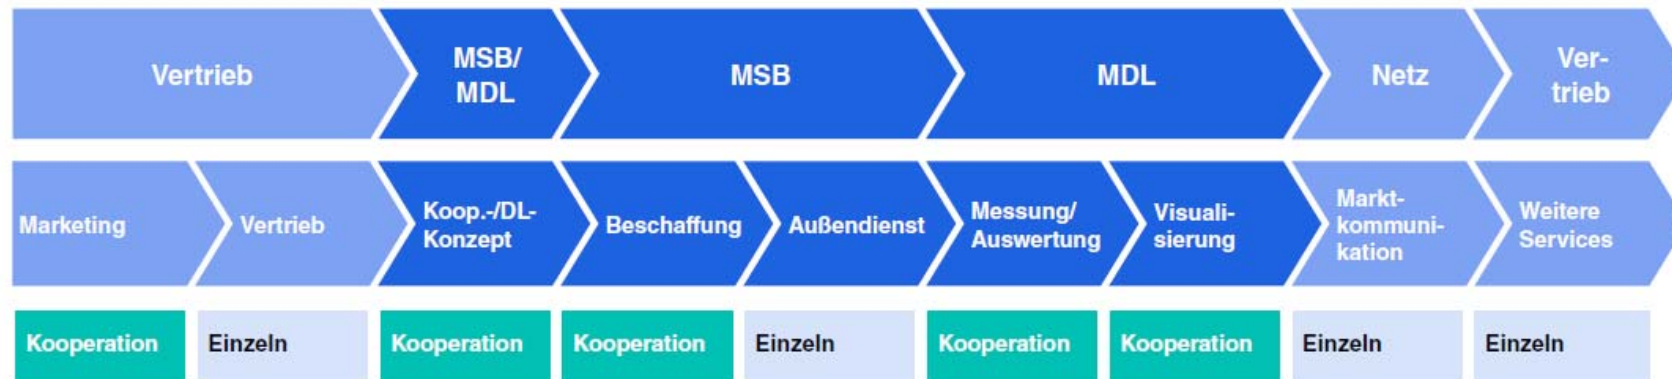 Vertrieb
MSB/
MDL
MSB
MDL
Netz
Ver-
trieb
Marketing
Vertrieb
Koop.-/DL-
Konzept
Beschaffung
Außendienst
Messung/
Auswertung
Visuali-
sierung
Markt-
kommuni-
kation
Weitere
Services
Kooperation
Einzeln
Kooperation
Kooperation
Einzeln
Kooperation
Kooperation
Einzeln
Einzeln